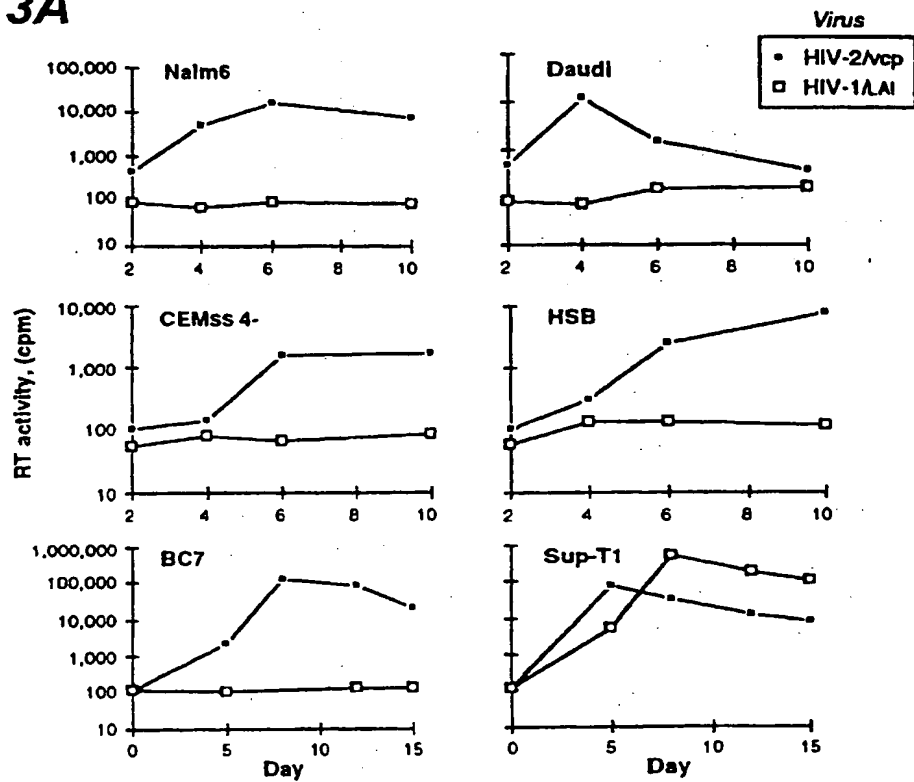 3A
Virus
HIV-2/vcp
HIV-1/LAI
Nalm6
100,000
10,000
1,000
100
10
2 4 6 8 10
Daudi
2 4 6 8 10
RT activity, (cpm)
CEMss 4-
10,000
1,000
100
10
2 4 6 8 10
HSB
2 4 6 8 10
BC7
1,000,000
100,000
10,000
1,000
100
10
0 5 10 15
Day
Sup-T1
0 5 10 15
Day